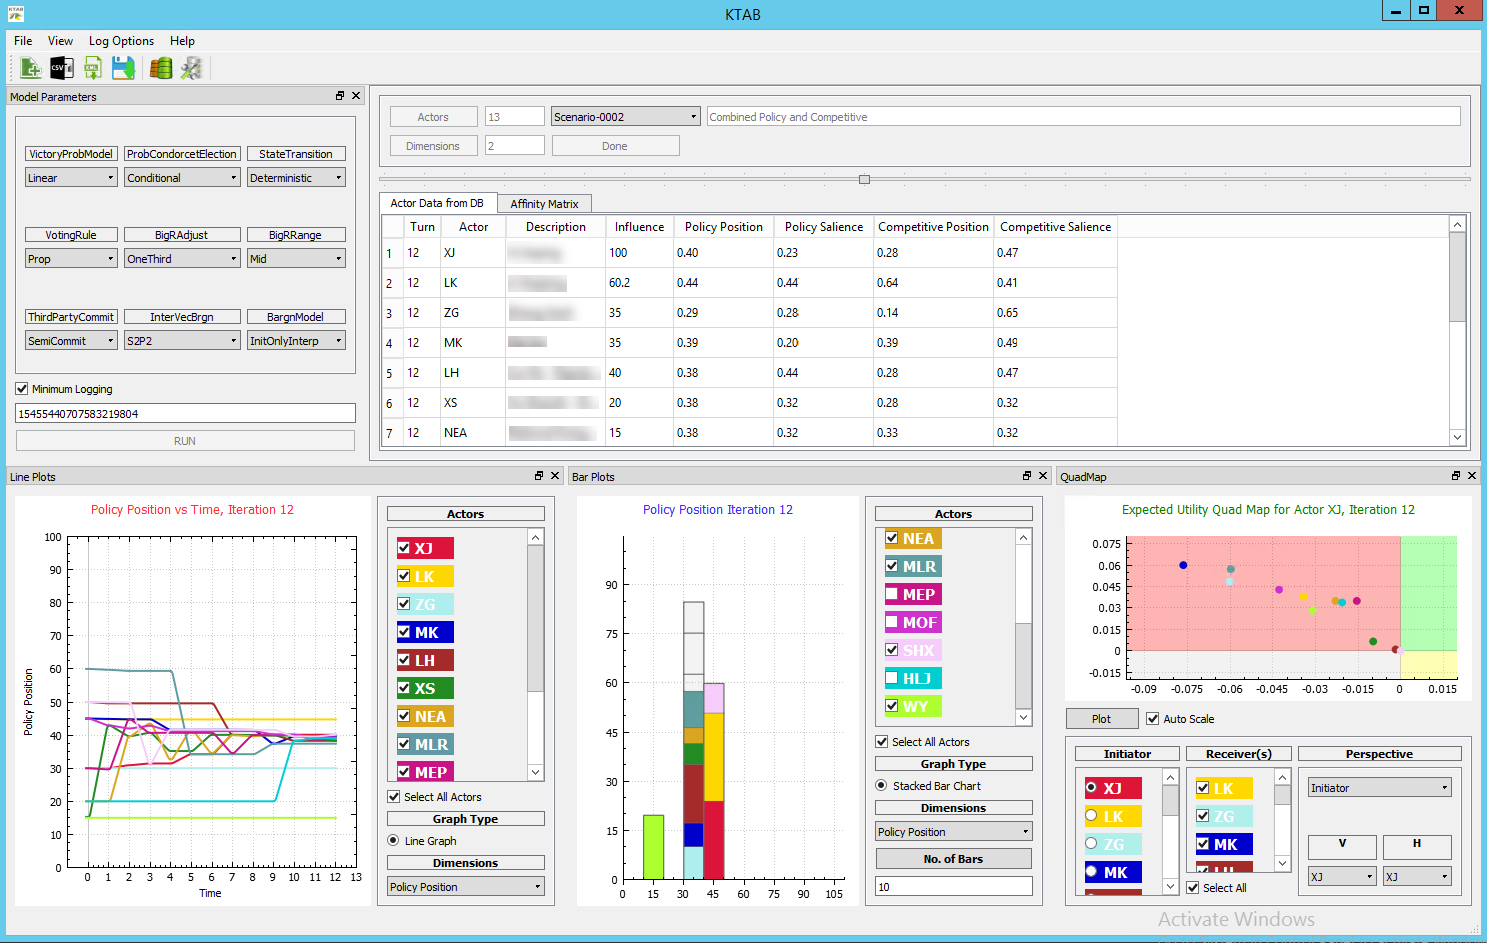 KTAB
File View Log Options Help
Model Parameters
VictoryProbModel ProbCondorcetElection StateTransition
Linear Conditional Deterministic
VotingRule BigRAdjust BigRRange
Prop OneThird Mid
ThirdPartyCommit InterVecBrgn BargnModel
SemiCommit S2P2 InitOnlyInterp
Minimum Logging
15455440707583219804
RUN
Actors 13 Scenario-0002 Combined Policy and Competitive
Dimensions 2 Done
Actor Data from DB Affinity Matrix
Turn Actor Description Influence Policy Position Policy Salience Competitive Position Competitive Salience
1 12 XJ 100 0.40 0.23 0.28 0.47
2 12 LK 60.2 0.44 0.44 0.64 0.41
3 12 ZG 35 0.29 0.28 0.14 0.65
4 12 MK 35 0.39 0.20 0.39 0.49
5 12 LH 40 0.38 0.44 0.28 0.47
6 12 XS 20 0.38 0.32 0.28 0.32
7 12 NEA 15 0.38 0.32 0.33 0.32
Line Plots
Policy Position vs Time, Iteration 12
100
90
80
70
60
50
40
30
20
10
0
Policy Position
0 1 2 3 4 5 6 7 8 9 10 11 12 13
Time
Actors
XJ
LK
ZG
MK
LH
XS
NEA
MLR
MEP
Select All Actors
Graph Type
Line Graph
Dimensions
Policy Position
Bar Plots
Policy Position Iteration 12
90
75
60
45
30
15
0
0 15 30 45 60 75 90 105
Actors
NEA
MLR
MEP
MOF
SHX
HLJ
WY
Select All Actors
Graph Type
Stacked Bar Chart
Dimensions
Policy Position
No. of Bars
10
QuadMap
Expected Utility Quad Map for Actor XJ, Iteration 12
0.075
0.06
0.045
0.03
0.015
0
-0.015
-0.09 -0.075 -0.06 -0.045 -0.03 -0.015 0 0.015
Plot Auto Scale
Initiator Receiver(s) Perspective
XJ
LK
ZG
MK
LK
ZG
MK
LH
Select All
Initiator
V H
XJ XJ
Activate Windows